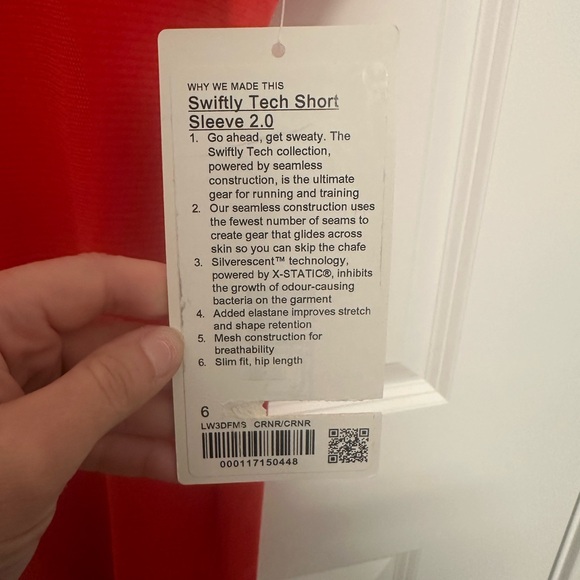 WHY WE MADE THIS
Swiftly Tech Short
Sleeve 2.0
1. Go ahead, get sweaty. The
Swiftly Tech collection,
powered by seamless
construction, is the ultimate
gear for running and training
2. Our seamless construction uses
the fewest number of seams to
create gear that glides across
skin so you can skip the chafe
3. Silverescent™ technology,
powered by X-STATIC®, inhibits
the growth of odour-causing
bacteria on the garment
4. Added elastane improves stretch
and shape retention
5. Mesh construction for
breathability
6. Slim fit, hip length
6
LW3DFMS CRNR/CRNR
000117150448